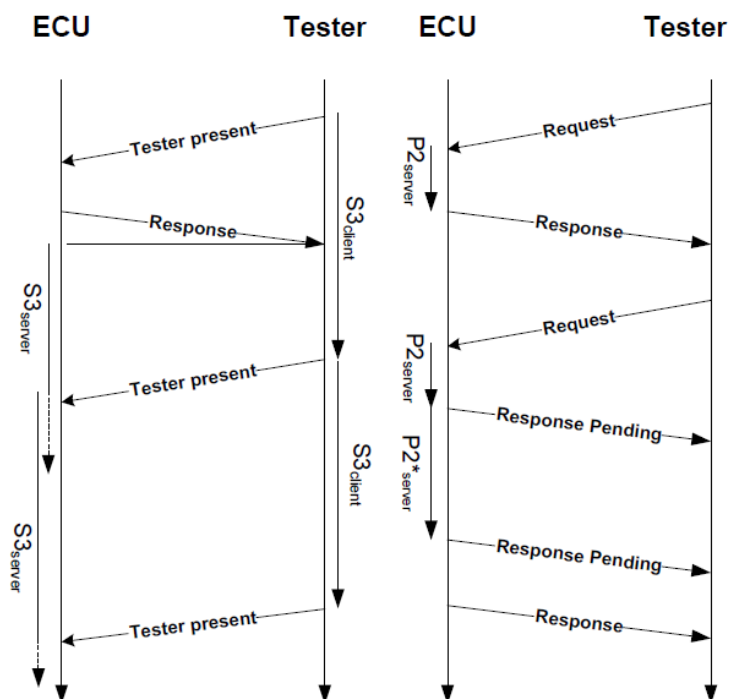 ECU
Tester
ECU
Tester
Tester present
Response
S3client
S3server
Tester present
S3client
S3server
Tester present
Request
P2server
Response
Request
P2server
Response Pending
P2*server
Response Pending
Response